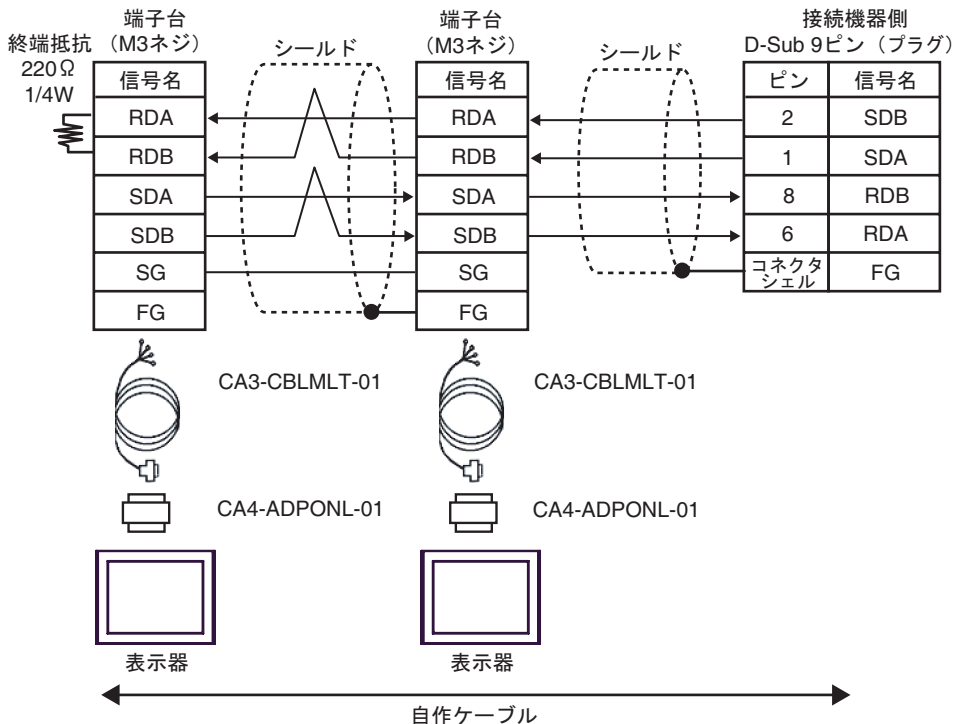 終端抵抗
220Ω
1/4W
端子台
（M3ネジ）
信号名
RDA
RDB
SDA
SDB
SG
FG
シールド
端子台
（M3ネジ）
信号名
RDA
RDB
SDA
SDB
SG
FG
シールド
接続機器側
D-Sub 9ピン（プラグ）
ピン 信号名
2 SDB
1 SDA
8 RDB
6 RDA
コネクタ
シェル FG
CA3-CBLMLT-01
CA3-CBLMLT-01
CA4-ADPONL-01
CA4-ADPONL-01
表示器
表示器
自作ケーブル